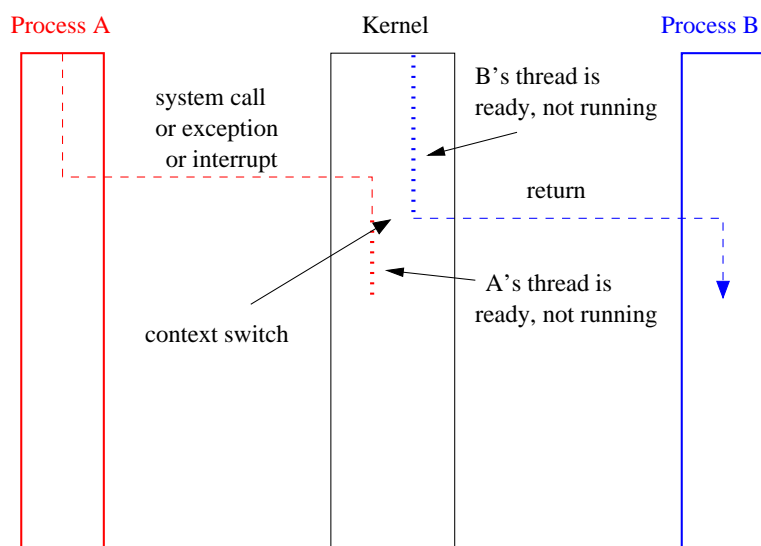 Process A
Kernel
Process B
system call
or exception
or interrupt
B’s thread is
ready, not running
return
A’s thread is
ready, not running
context switch